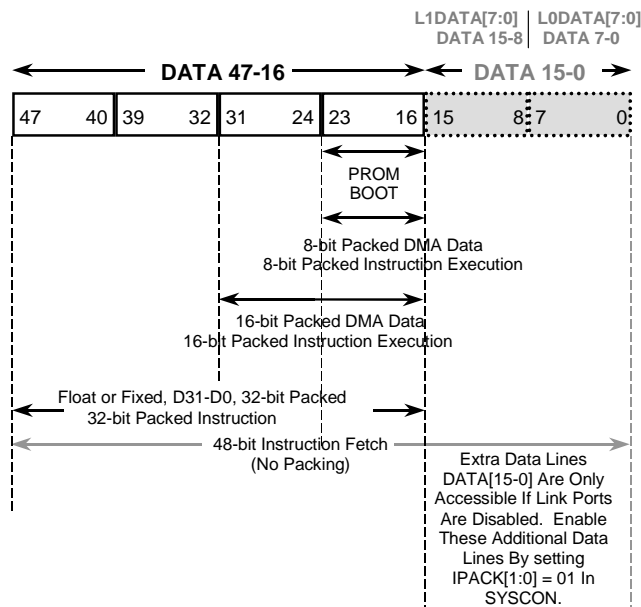 L1DATA[7:0] L0DATA[7:0]
DATA 15-8 DATA 7-0
DATA 47-16 DATA 15-0
47 40 39 32 31 24 23 16 15 8 7 0
PROM
BOOT
8-bit Packed DMA Data
8-bit Packed Instruction Execution
16-bit Packed DMA Data
16-bit Packed Instruction Execution
Float or Fixed, D31-D0, 32-bit Packed
32-bit Packed Instruction
48-bit Instruction Fetch
(No Packing)
Extra Data Lines
DATA[15-0] Are Only
Accessible If Link Ports
Are Disabled. Enable
These Additional Data
Lines By setting
IPACK[1:0] = 01 In
SYSCON.